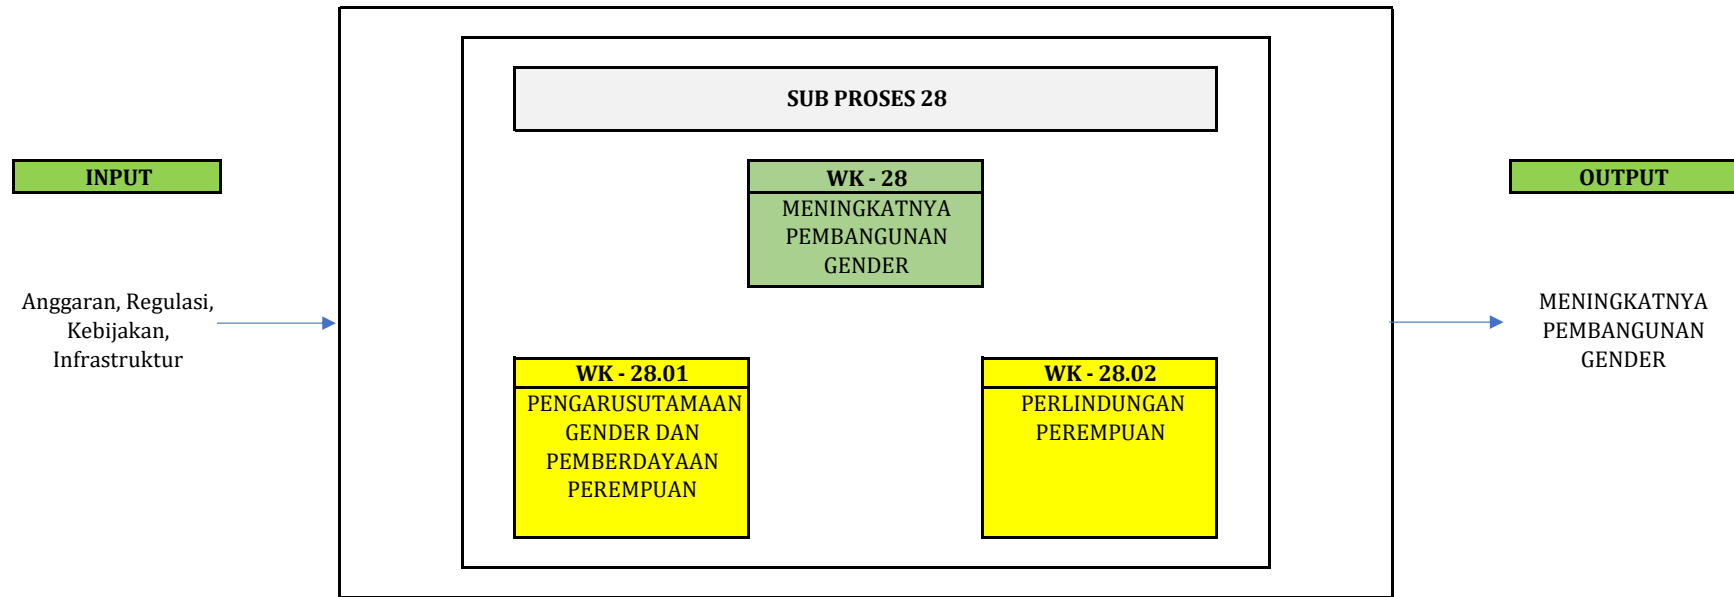 SUB PROSES 28
INPUT
WK - 28
OUTPUT
MENINGKATNYA
PEMBANGUNAN
GENDER
Anggaran, Regulasi,
Kebijakan,
Infrastruktur
MENINGKATNYA
PEMBANGUNAN
GENDER
WK - 28.01
PENGARUSUTAMAAN
GENDER DAN
PEMBERDAYAAN
PEREMPUAN
WK - 28.02
PERLINDUNGAN
PEREMPUAN